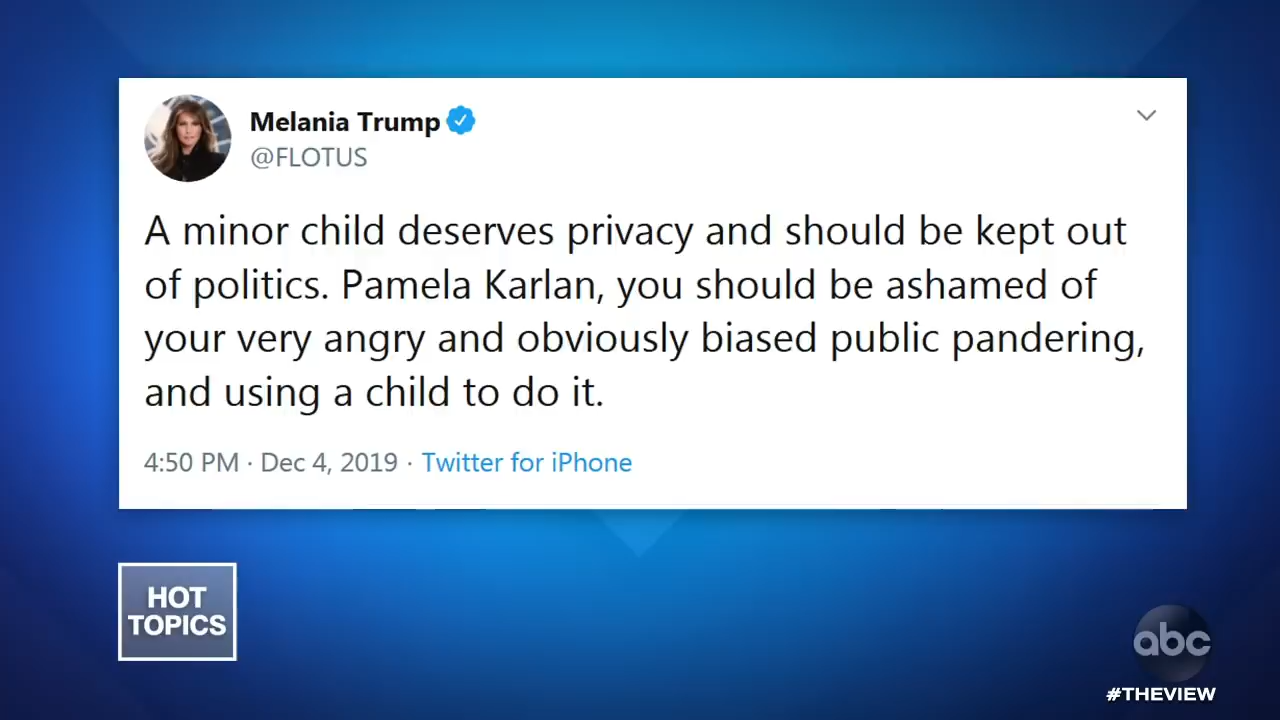 Melania Trump
@FLOTUS
A minor child deserves privacy and should be kept out
of politics. Pamela Karlan, you should be ashamed of
your very angry and obviously biased public pandering,
and using a child to do it.
4:50 PM · Dec 4, 2019 · Twitter for iPhone
HOT
TOPICS
abc
#THEVIEW